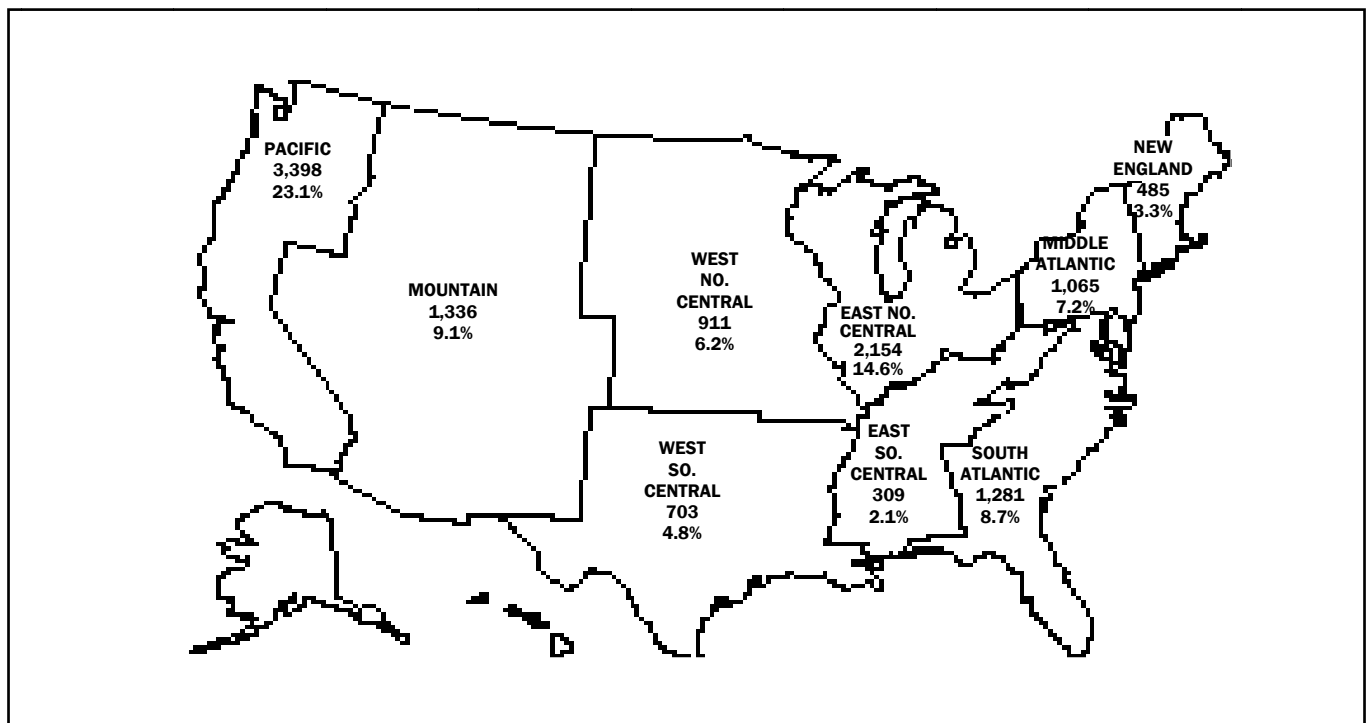 PACIFIC
3,398
23.1%
MOUNTAIN
1,336
9.1%
WEST
NO.
CENTRAL
911
6.2%
WEST
SO.
CENTRAL
703
4.8%
EAST NO.
CENTRAL
2,154
14.6%
EAST
SO.
CENTRAL
309
2.1%
SOUTH
ATLANTIC
1,281
8.7%
MIDDLE
ATLANTIC
1,065
7.2%
NEW
ENGLAND
485
3.3%